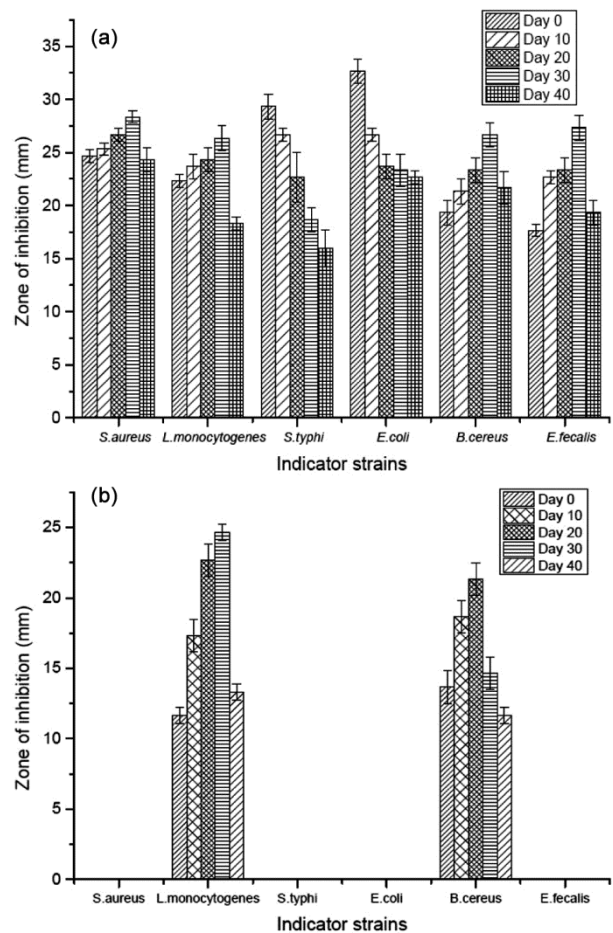 (a)
Day 0
Day 10
Day 20
Day 30
Day 40
Zone of inhibition (mm)
35
30
25
20
15
10
5
0
S.aureus L.monocytogenes S.typhi E.coli B.cereus E.fecalis
Indicator strains
(b)
Day 0
Day 10
Day 20
Day 30
Day 40
Zone of inhibition (mm)
25
20
15
10
5
0
S.aureus L.monocytogenes S.typhi E.coli B.cereus E.fecalis
Indicator strains